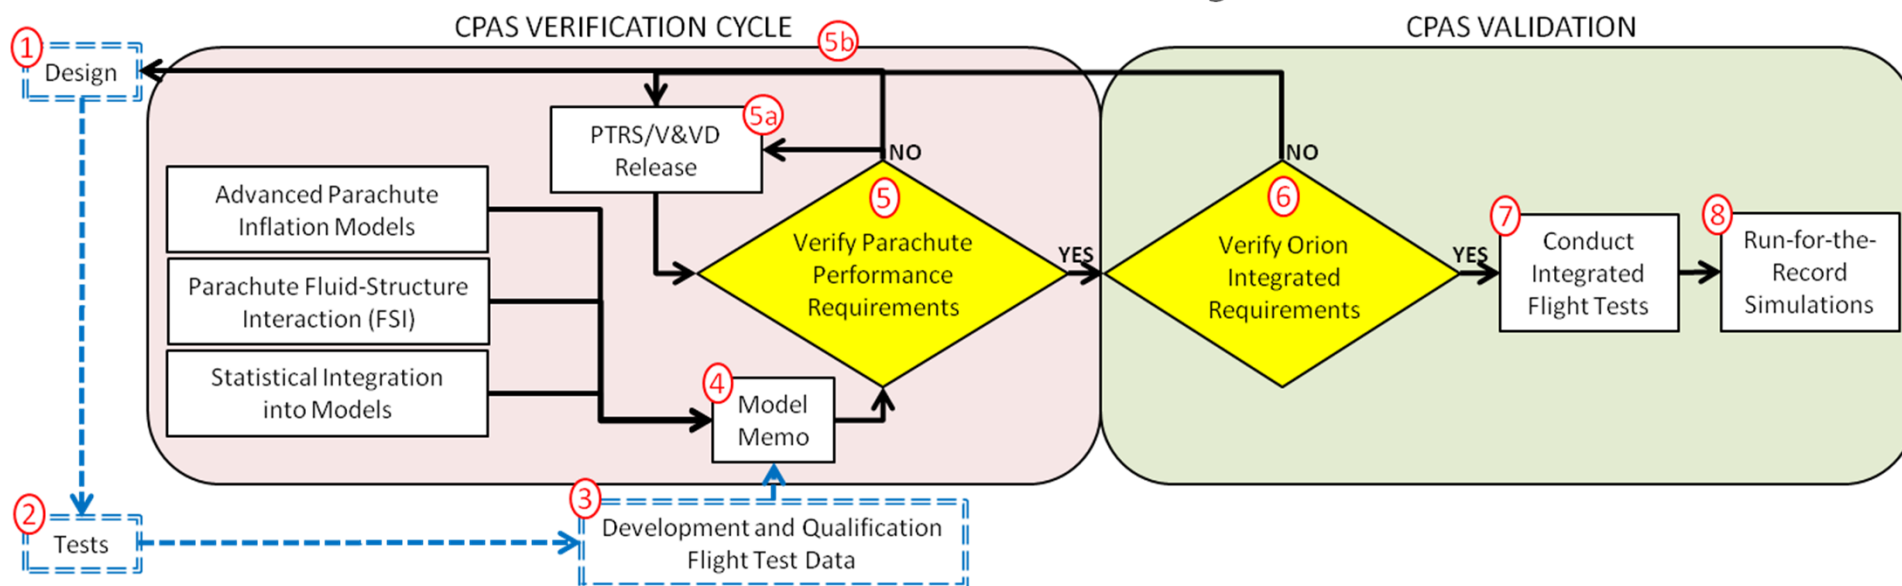 CPAS VERIFICATION CYCLE
CPAS VALIDATION
1
Design
5b
PTRS/V&VD
Release
5a
NO
NO
Advanced Parachute
Inflation Models
Parachute Fluid-Structure
Interaction (FSI)
Statistical Integration
into Models
5
Verify Parachute
Performance
Requirements
YES
6
Verify Orion
Integrated
Requirements
YES
7
Conduct
Integrated
Flight Tests
8
Run-for-the-
Record
Simulations
4
Model
Memo
2
Tests
3
Development and Qualification
Flight Test Data